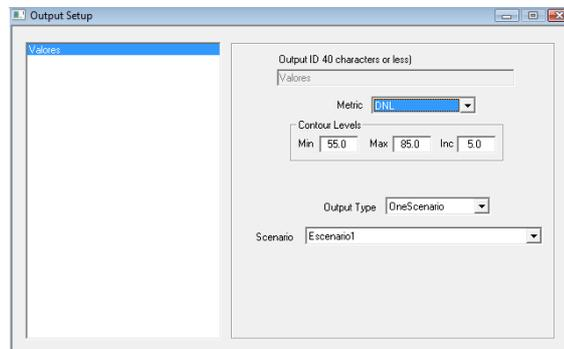 Output Setup
Valores
Output ID 40 characters or less)
Valores
Metric DNL
Contour Levels
Min 55.0 Max 85.0 Inc 5.0
Output Type OneScenario
Scenario Escenario1